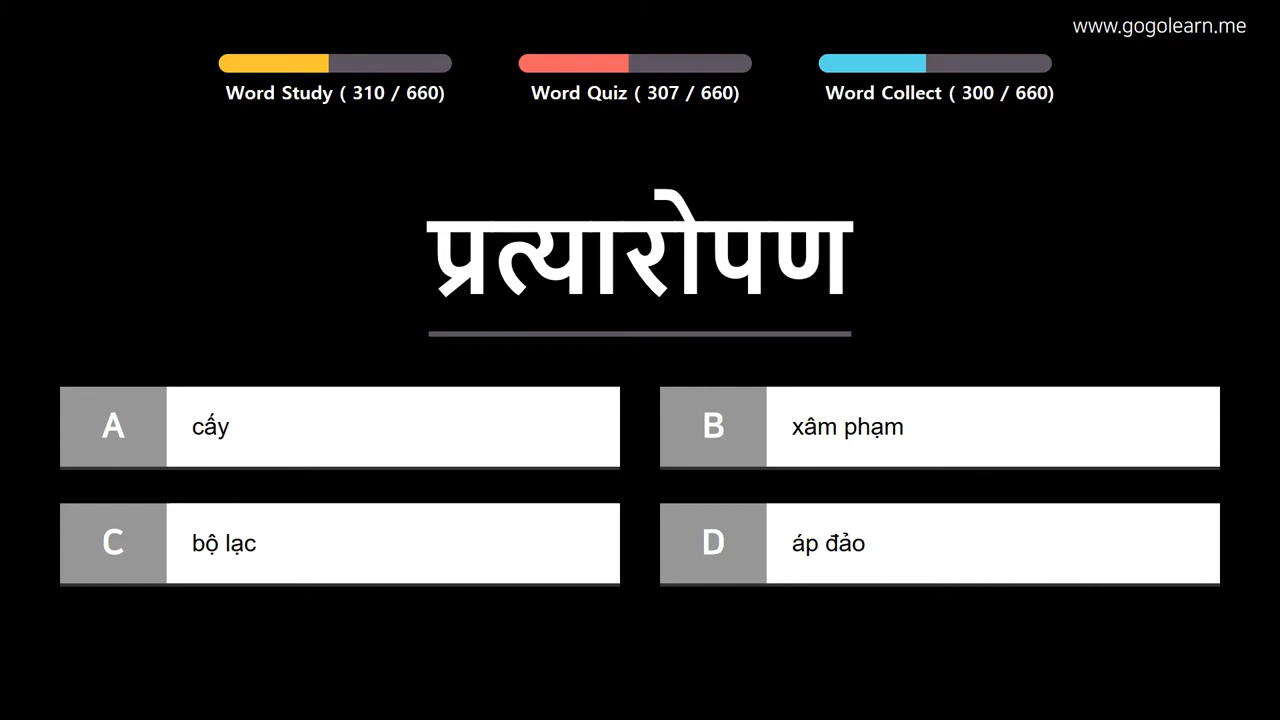 www.gogolearn.me
Word Study ( 310 / 660)
Word Quiz ( 307 / 660)
Word Collect ( 300 / 660)
प्रत्यारोपण
A cấy
B xâm phạm
C bộ lạc
D áp đảo